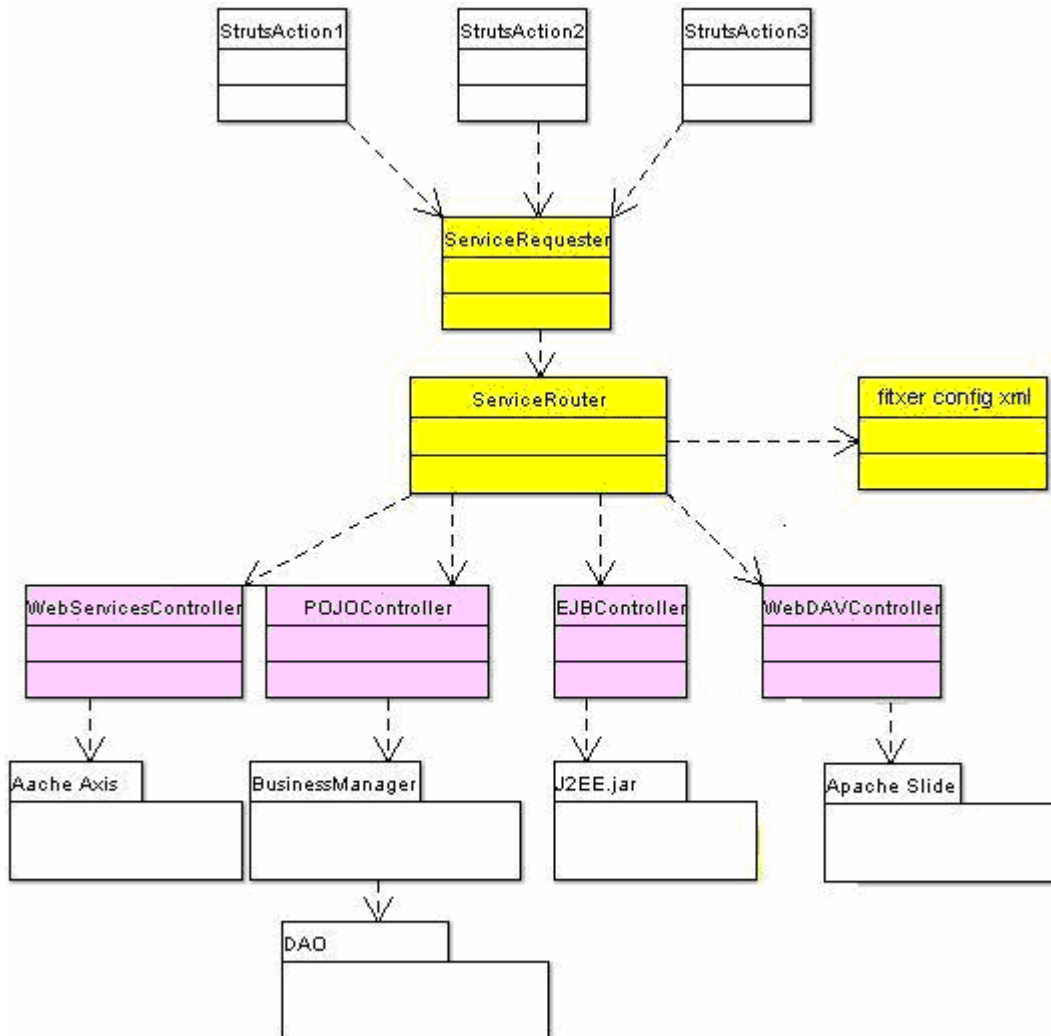 StrutsAction1
StrutsAction2
StrutsAction3
ServiceRequester
ServiceRouter
fitxer config xml
WebServicesController
POJOController
EJBController
WebDAVController
Aache Axis
BusinessManager
J2EE.jar
Apache Slide
DAO